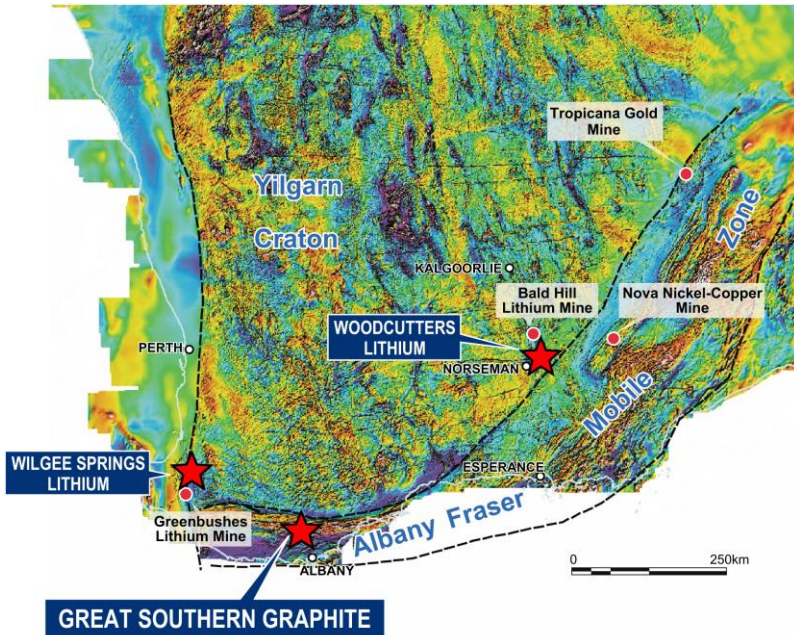 Tropicana Gold
Mine
Yilgarn
Craton
Zone
KALGOORLIE
Bald Hill
Lithium Mine
Nova Nickel-Copper
Mine
WOODCUTTERS
LITHIUM
PERTH
NORSEMAN
Mobile
WILGEE SPRINGS
LITHIUM
ESPERANCE
Greenbushes
Lithium Mine
Albany Fraser
ALBANY
0 250km
GREAT SOUTHERN GRAPHITE